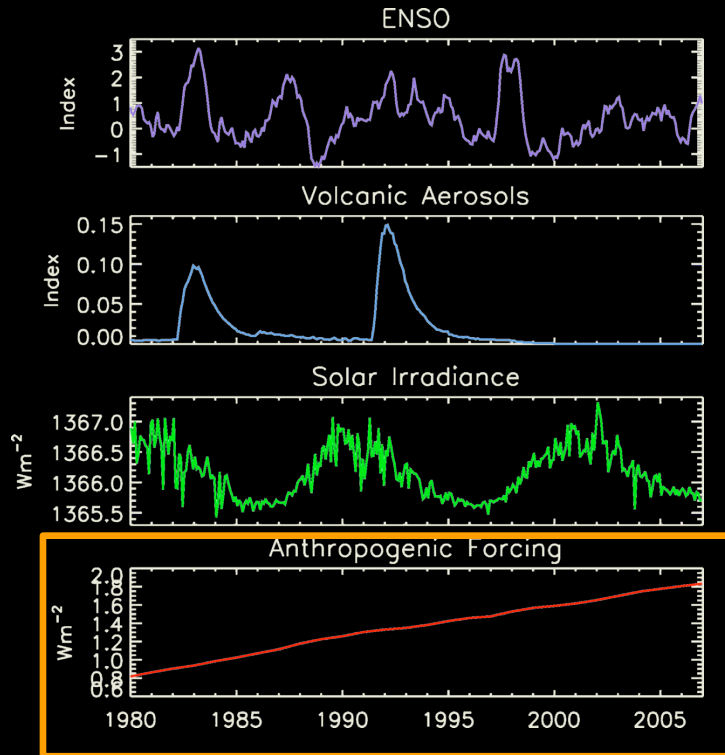 ENSO
3
2
1
0
−1
Index
Volcanic Aerosols
0.15
0.10
0.05
0.00
Index
Solar Irradiance
1367.0
1366.5
1366.0
1365.5
Wm⁻²
Anthropogenic Forcing
2.0
1.8
1.6
1.4
1.2
1.0
0.8
0.6
Wm⁻²
1980 1985 1990 1995 2000 2005